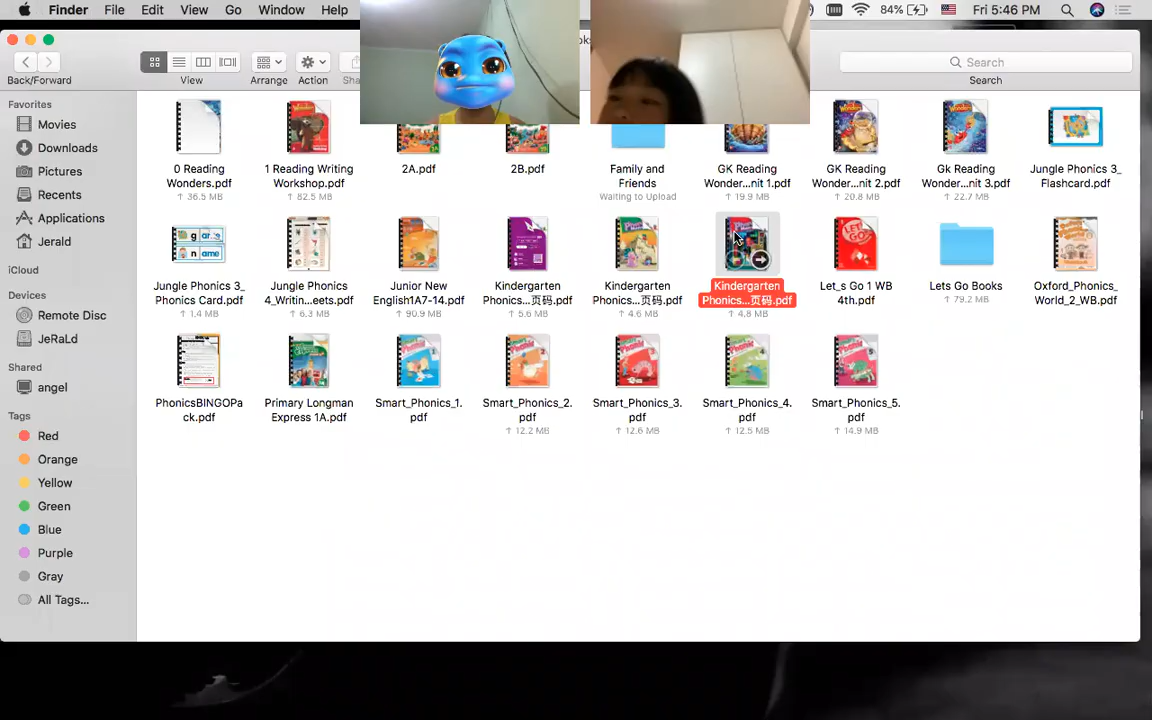 Finder File Edit View Go Window Help 84% Fri 5:46 PM
Search
Back/Forward View Arrange Action Search
Favorites
Movies
Downloads
Pictures
Recents
Applications
Jerald
iCloud
Devices
Remote Disc
JeRaLd
Shared
angel
Tags
Red
Orange
Yellow
Green
Blue
Purple
Gray
All Tags...
0 Reading
Wonders.pdf
↑ 36.5 MB
1 Reading Writing
Workshop.pdf
↑ 82.5 MB
2A.pdf
2B.pdf
Family and
Friends
Waiting to Upload
GK Reading
Wonder...nit 1.pdf
↑ 19.9 MB
GK Reading
Wonder...nit 2.pdf
↑ 20.8 MB
Gk Reading
Wonder...nit 3.pdf
↑ 22.7 MB
Jungle Phonics 3_
Flashcard.pdf
Jungle Phonics 3_
Phonics Card.pdf
↑ 1.4 MB
Jungle Phonics
4_Writin...eets.pdf
↑ 6.3 MB
Junior New
English1A7-14.pdf
↑ 90.9 MB
Kindergarten
Phonics...页码.pdf
↑ 5.6 MB
Kindergarten
Phonics...页码.pdf
↑ 4.6 MB
Kindergarten
Phonics...页码.pdf
↑ 4.8 MB
Let_s Go 1 WB
4th.pdf
Lets Go Books
↑ 79.2 MB
Oxford_Phonics_
World_2_WB.pdf
PhonicsBINGOPa
ck.pdf
Primary Longman
Express 1A.pdf
Smart_Phonics_1.
pdf
Smart_Phonics_2.
pdf
↑ 12.2 MB
Smart_Phonics_3.
pdf
↑ 12.6 MB
Smart_Phonics_4.
pdf
↑ 12.5 MB
Smart_Phonics_5.
pdf
↑ 14.9 MB